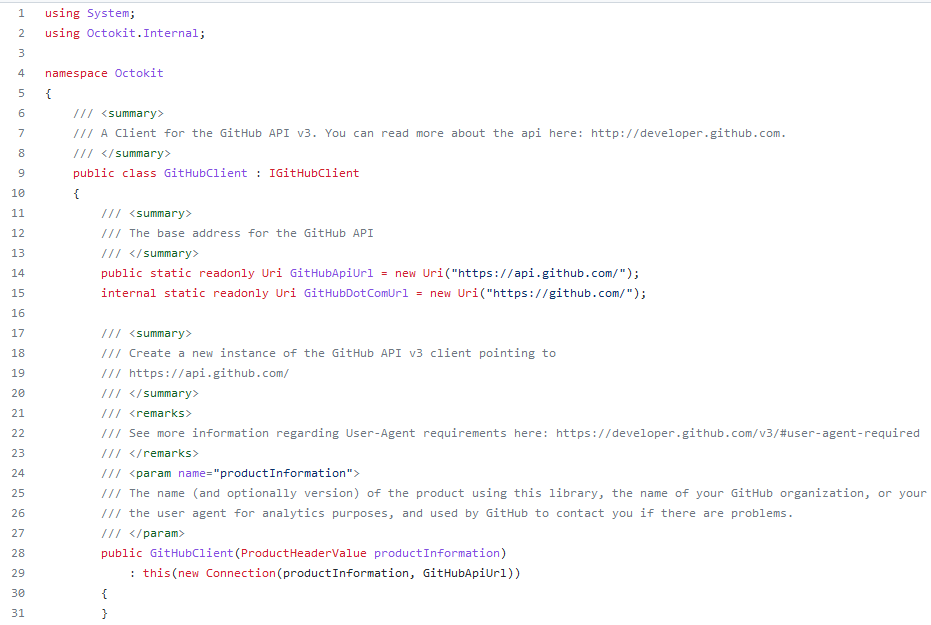 1 using System;
2 using Octokit.Internal;
3
4 namespace Octokit
5 {
6 /// <summary>
7 /// A Client for the GitHub API v3. You can read more about the api here: http://developer.github.com.
8 /// </summary>
9 public class GitHubClient : IGitHubClient
10 {
11 /// <summary>
12 /// The base address for the GitHub API
13 /// </summary>
14 public static readonly Uri GitHubApiUrl = new Uri("https://api.github.com/");
15 internal static readonly Uri GitHubDotComUrl = new Uri("https://github.com/");
16
17 /// <summary>
18 /// Create a new instance of the GitHub API v3 client pointing to
19 /// https://api.github.com/
20 /// </summary>
21 /// <remarks>
22 /// See more information regarding User-Agent requirements here: https://developer.github.com/v3/#user-agent-required
23 /// </remarks>
24 /// <param name="productInformation">
25 /// The name (and optionally version) of the product using this library, the name of your GitHub organization, or your
26 /// the user agent for analytics purposes, and used by GitHub to contact you if there are problems.
27 /// </param>
28 public GitHubClient(ProductHeaderValue productInformation)
29 : this(new Connection(productInformation, GitHubApiUrl))
30 {
31 }